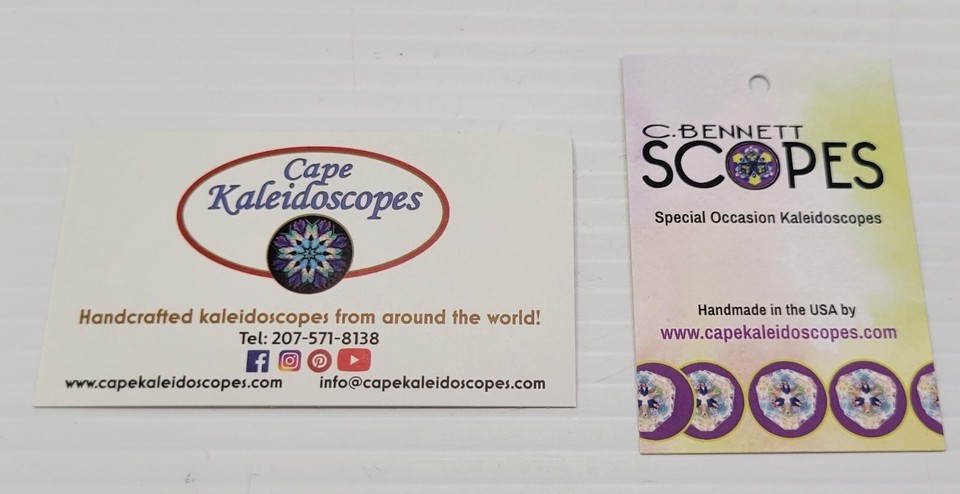 Cape
Kaleidoscopes
Handcrafted kaleidoscopes from around the world!
Tel: 207-571-8138
www.capekaleidoscopes.com info@capekaleidoscopes.com
C. BENNETT
SCOPES
Special Occasion Kaleidoscopes
Handmade in the USA by
www.capekaleidoscopes.com